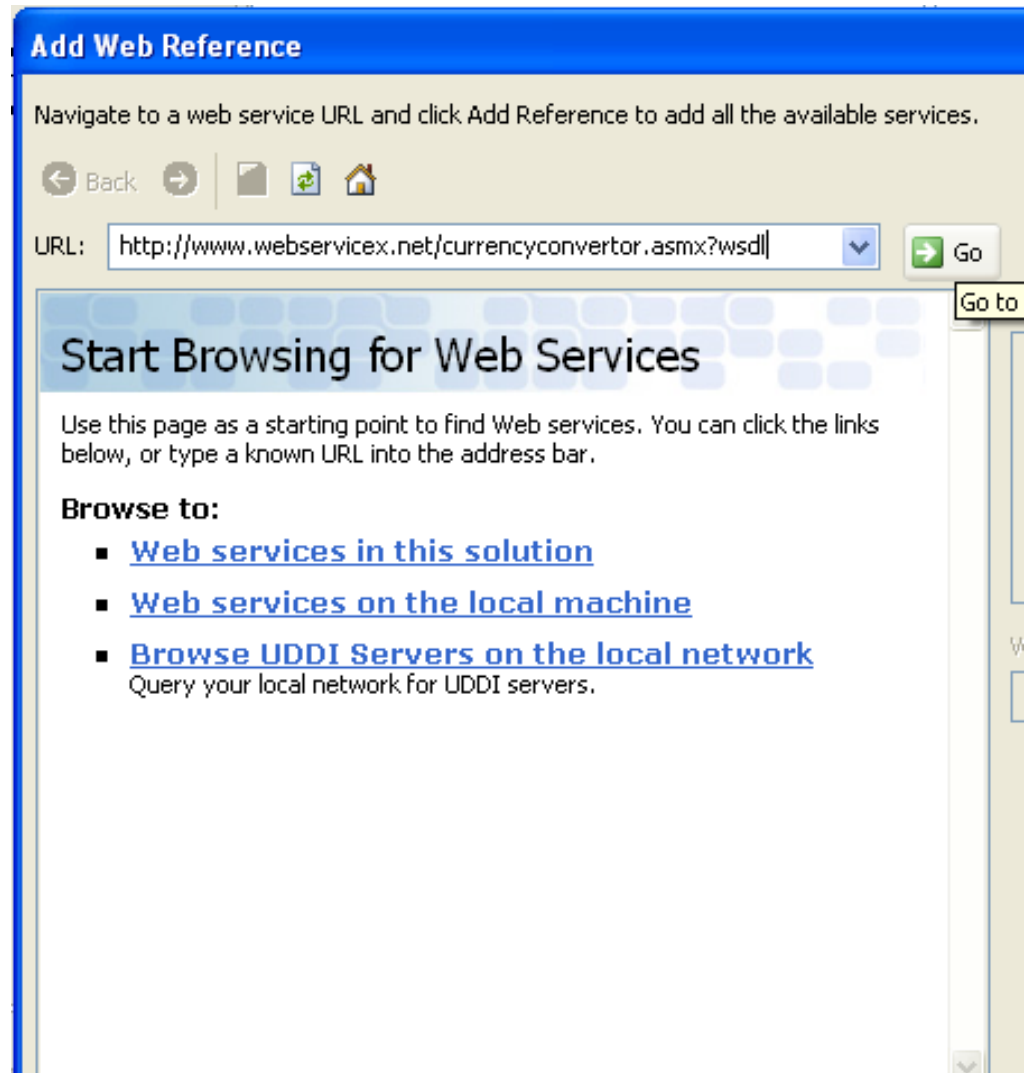 Add Web Reference
Navigate to a web service URL and click Add Reference to add all the available services.
Back
URL: http://www.webservicex.net/currencyconvertor.asmx?wsdl Go
Go to
Start Browsing for Web Services
Use this page as a starting point to find Web services. You can click the links
below, or type a known URL into the address bar.
Browse to:
Web services in this solution
Web services on the local machine
Browse UDDI Servers on the local network
Query your local network for UDDI servers.